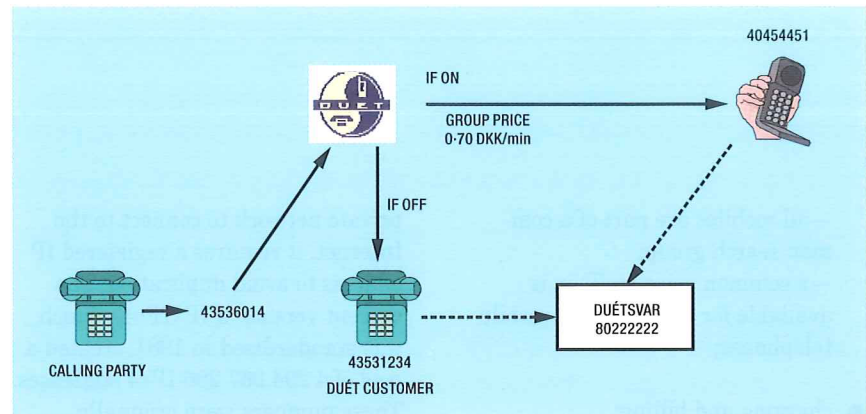 40454451
IF ON
DUÉT
GROUP PRICE
0·70 DKK/min
IF OFF
43536014
DUÉTSVAR
80222222
CALLING PARTY
43531234
DUÉT CUSTOMER